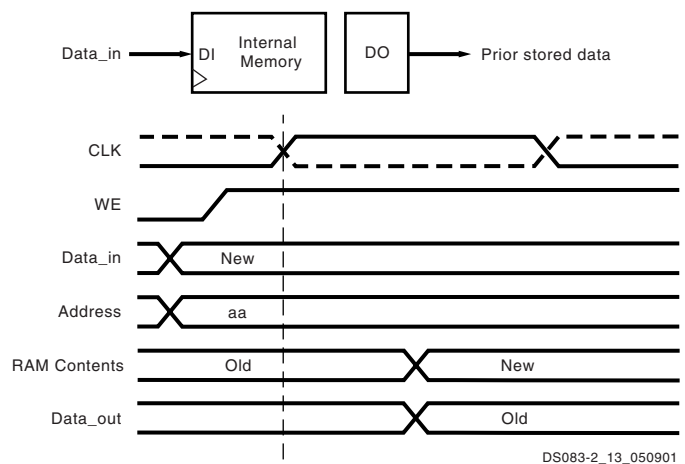 Data_in
DI
Internal
Memory
DO
Prior stored data
CLK
WE
Data_in
New
Address
aa
RAM Contents
Old
New
Data_out
Old
DS083-2_13_050901